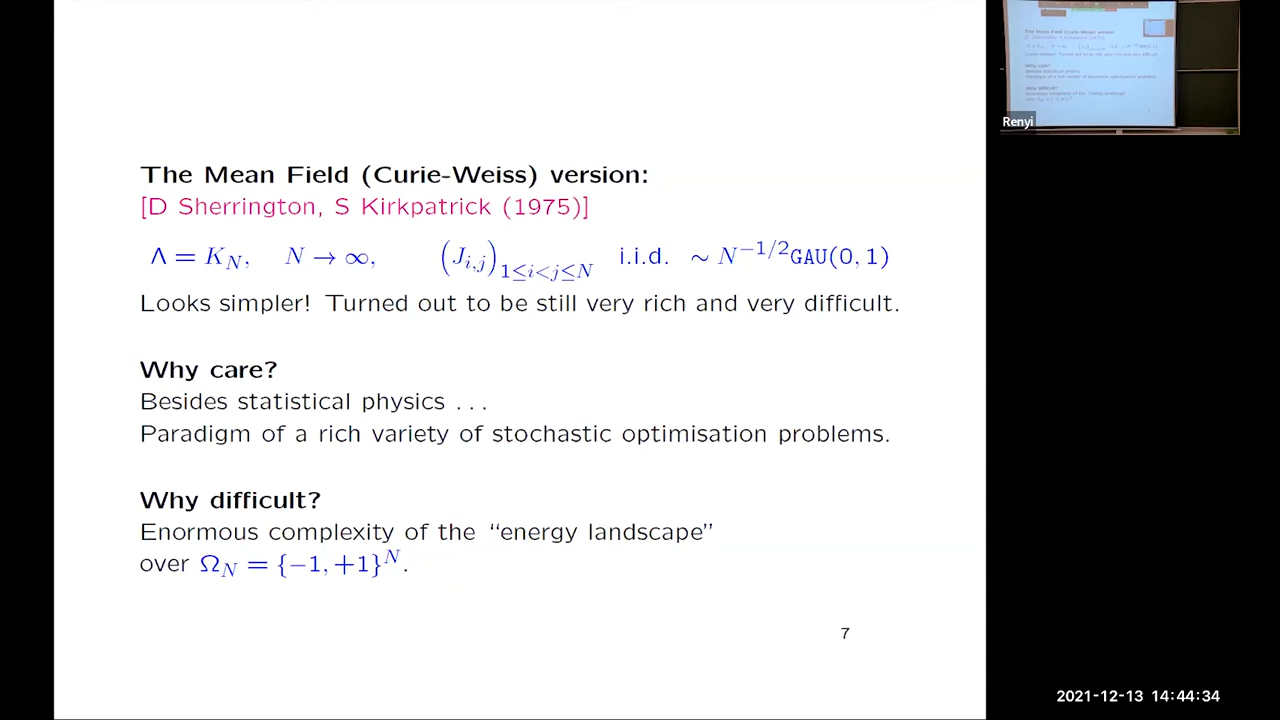 The Mean Field (Curie-Weiss) version:
[D Sherrington, S Kirkpatrick (1975)]
Λ = K_N, N → ∞, (J_{i,j})_{1≤i<j≤N} i.i.d. ∼ N^{−1/2}GAU(0, 1)
Looks simpler! Turned out to be still very rich and very difficult.
Why care?
Besides statistical physics . . .
Paradigm of a rich variety of stochastic optimisation problems.
Why difficult?
Enormous complexity of the “energy landscape”
over Ω_N = {−1, +1}^N.
7
Renyi
2021-12-13 14:44:34